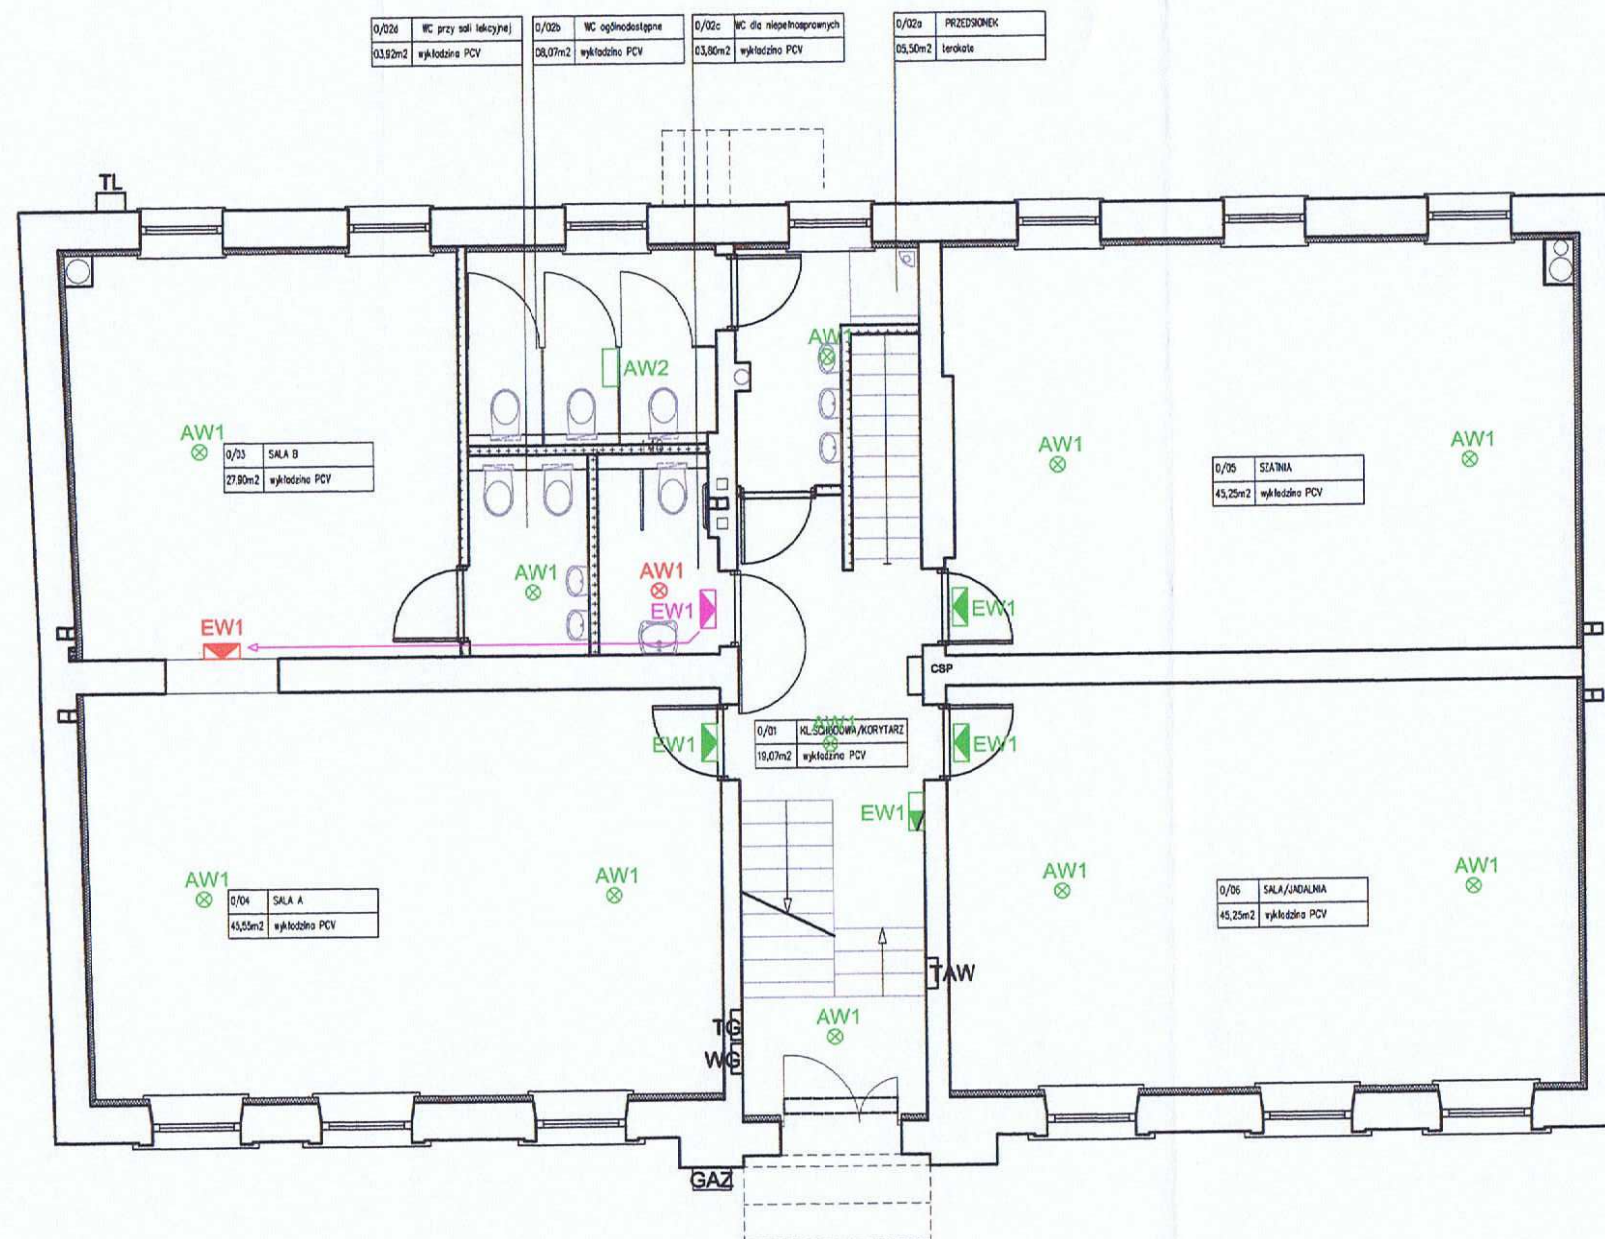 0/02d WC przy sali lekcyjnej
03,92m2 wykładzina PCV
0/02b WC ogólnodostępne
08,07m2 wykładzina PCV
0/02c WC dla niepełnosprawnych
03,80m2 wykładzina PCV
0/02a PRZEDSIONEK
05,50m2 terakota
TL
AW1
AW2
AW1
0/03 SALA B
27,90m2 wykładzina PCV
AW1
AW1
0/05 SZATNIA
45,25m2 wykładzina PCV
AW1
AW1
EW1
EW1
EW1
CSP
EW1
0/01 KL.SCHODOWA/KORYTARZ
19,07m2 wykładzina PCV
AW1
EW1
EW1
AW1
0/04 SALA A
45,55m2 wykładzina PCV
AW1
AW1
0/06 SALA/JADALNIA
45,25m2 wykładzina PCV
AW1
TAW
TG
WG
AW1
GAZ